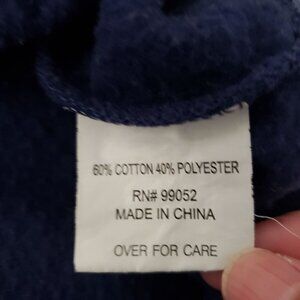 60% COTTON 40% POLYESTER
RN# 99052
MADE IN CHINA
OVER FOR CARE